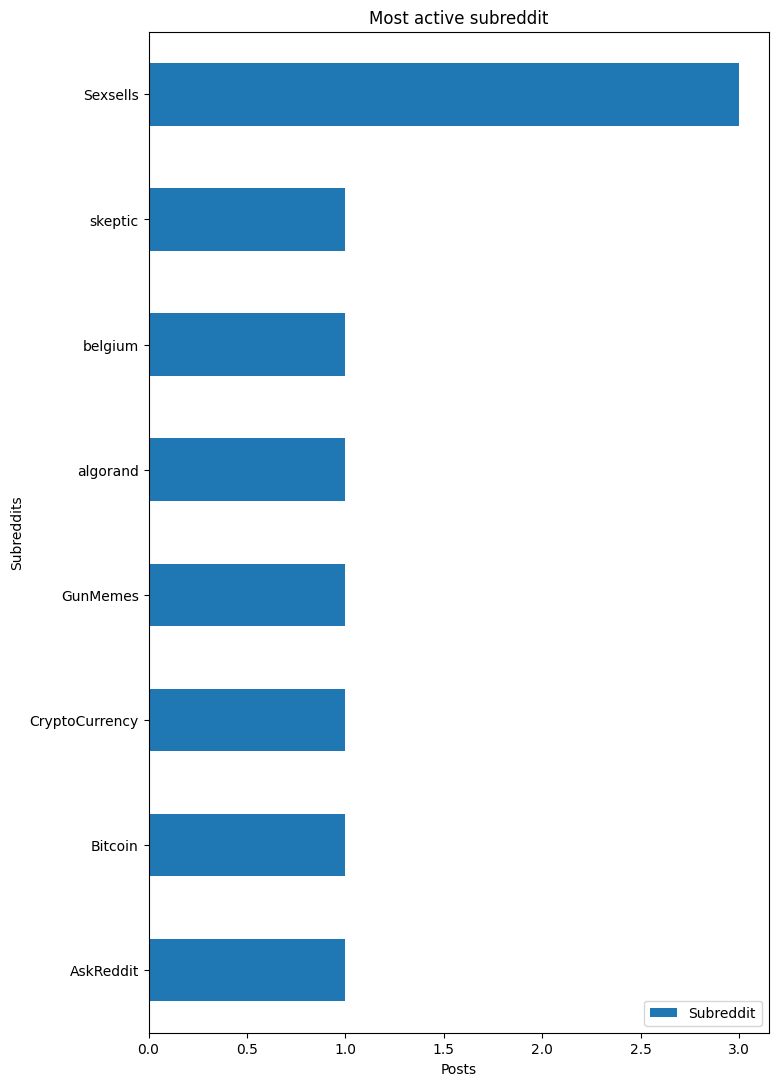 Most active subreddit
Sexsells
skeptic
belgium
algorand
GunMemes
CryptoCurrency
Bitcoin
AskReddit
Subreddits
Subreddit
0.0 0.5 1.0 1.5 2.0 2.5 3.0
Posts